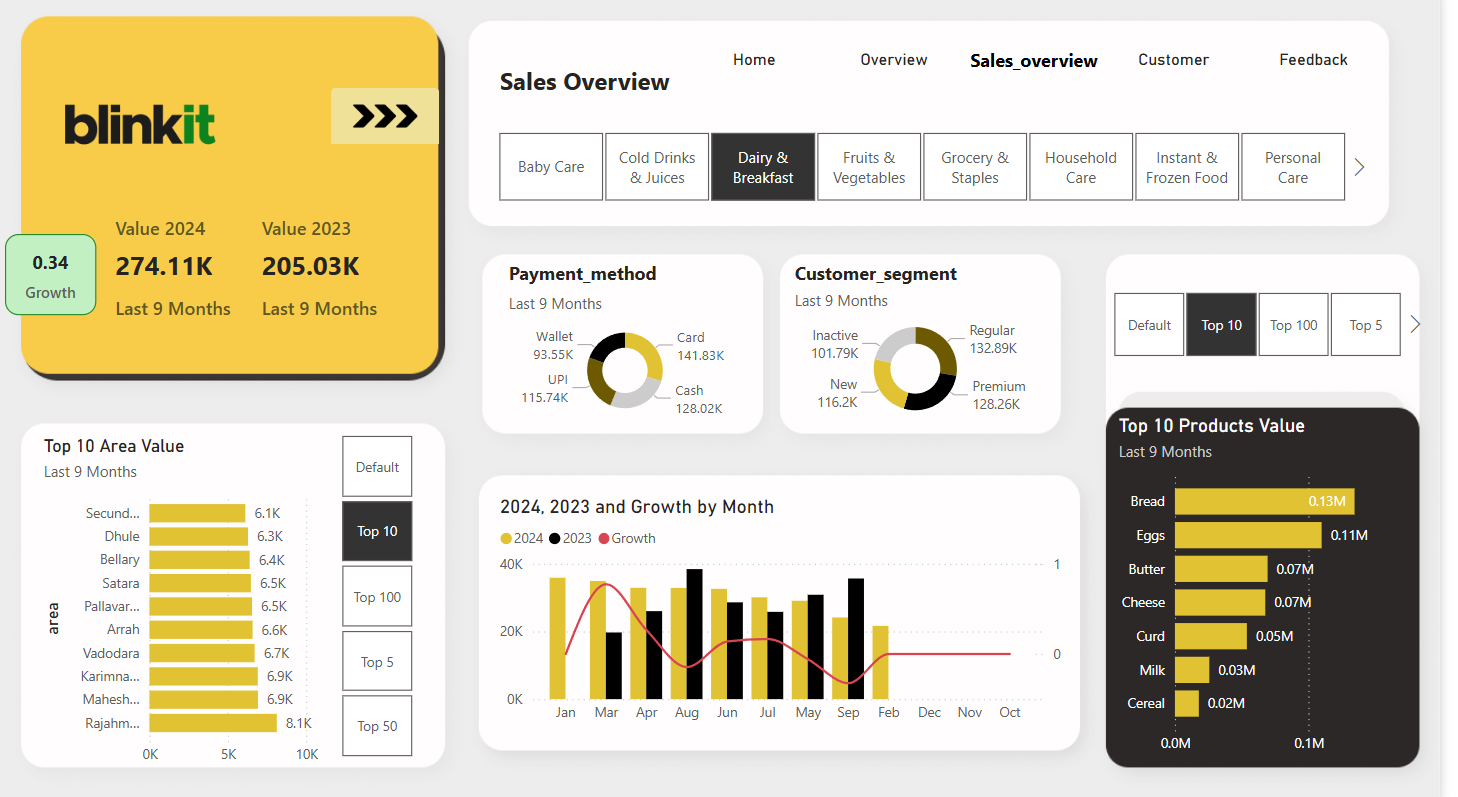 blinkit
0.34
Growth
Value 2024
274.11K
Last 9 Months
Value 2023
205.03K
Last 9 Months
Home
Overview
Sales_overview
Customer
Feedback
Sales Overview
Baby Care
Cold Drinks
& Juices
Dairy &
Breakfast
Fruits &
Vegetables
Grocery &
Staples
Household
Care
Instant &
Frozen Food
Personal
Care
Payment_method
Last 9 Months
Wallet
93.55K
Card
141.83K
UPI
115.74K
Cash
128.02K
Customer_segment
Last 9 Months
Inactive
101.79K
Regular
132.89K
New
116.2K
Premium
128.26K
Default
Top 10
Top 100
Top 5
Top 10 Area Value
Last 9 Months
area
Secund... 6.1K
Dhule 6.3K
Bellary 6.4K
Satara 6.5K
Pallavar... 6.5K
Arrah 6.6K
Vadodara 6.7K
Karimna... 6.9K
Mahesh... 6.9K
Rajahm... 8.1K
0K 5K 10K
Default
Top 10
Top 100
Top 5
Top 50
2024, 2023 and Growth by Month
2024 2023 Growth
40K
20K
0K
1
0
Jan Mar Apr Aug Jun Jul May Sep Feb Dec Nov Oct
Top 10 Products Value
Last 9 Months
Bread 0.13M
Eggs 0.11M
Butter 0.07M
Cheese 0.07M
Curd 0.05M
Milk 0.03M
Cereal 0.02M
0.0M 0.1M